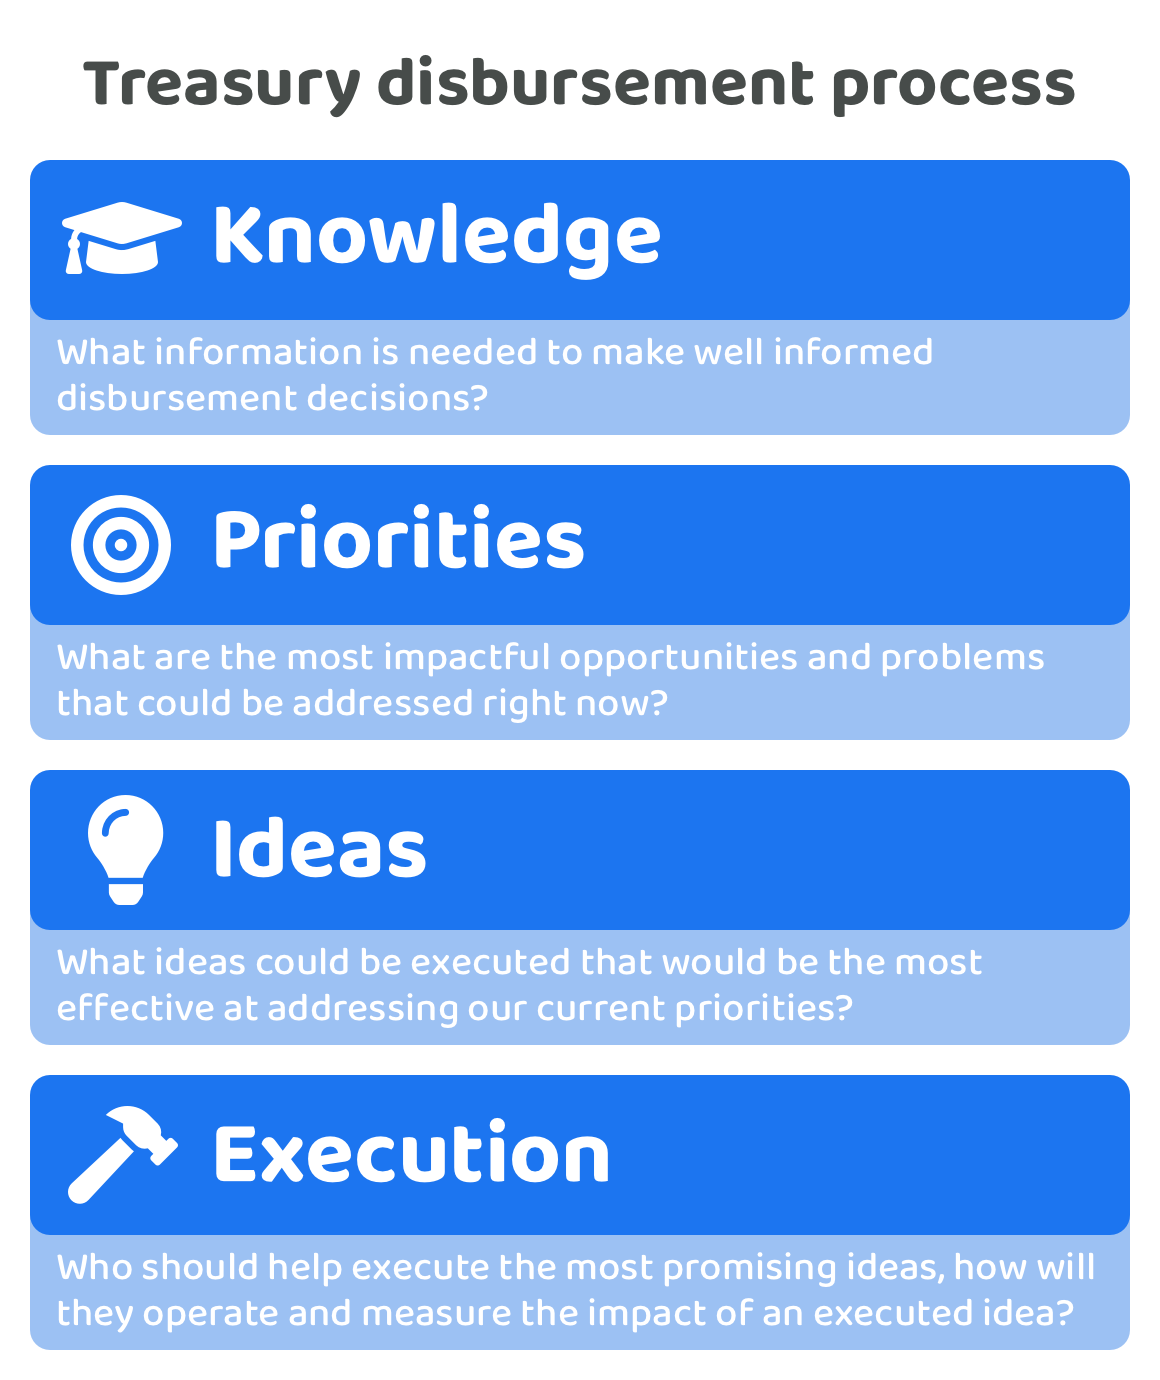 Treasury disbursement process
Knowledge
What information is needed to make well informed
disbursement decisions?
Priorities
What are the most impactful opportunities and problems
that could be addressed right now?
Ideas
What ideas could be executed that would be the most
effective at addressing our current priorities?
Execution
Who should help execute the most promising ideas, how will
they operate and measure the impact of an executed idea?